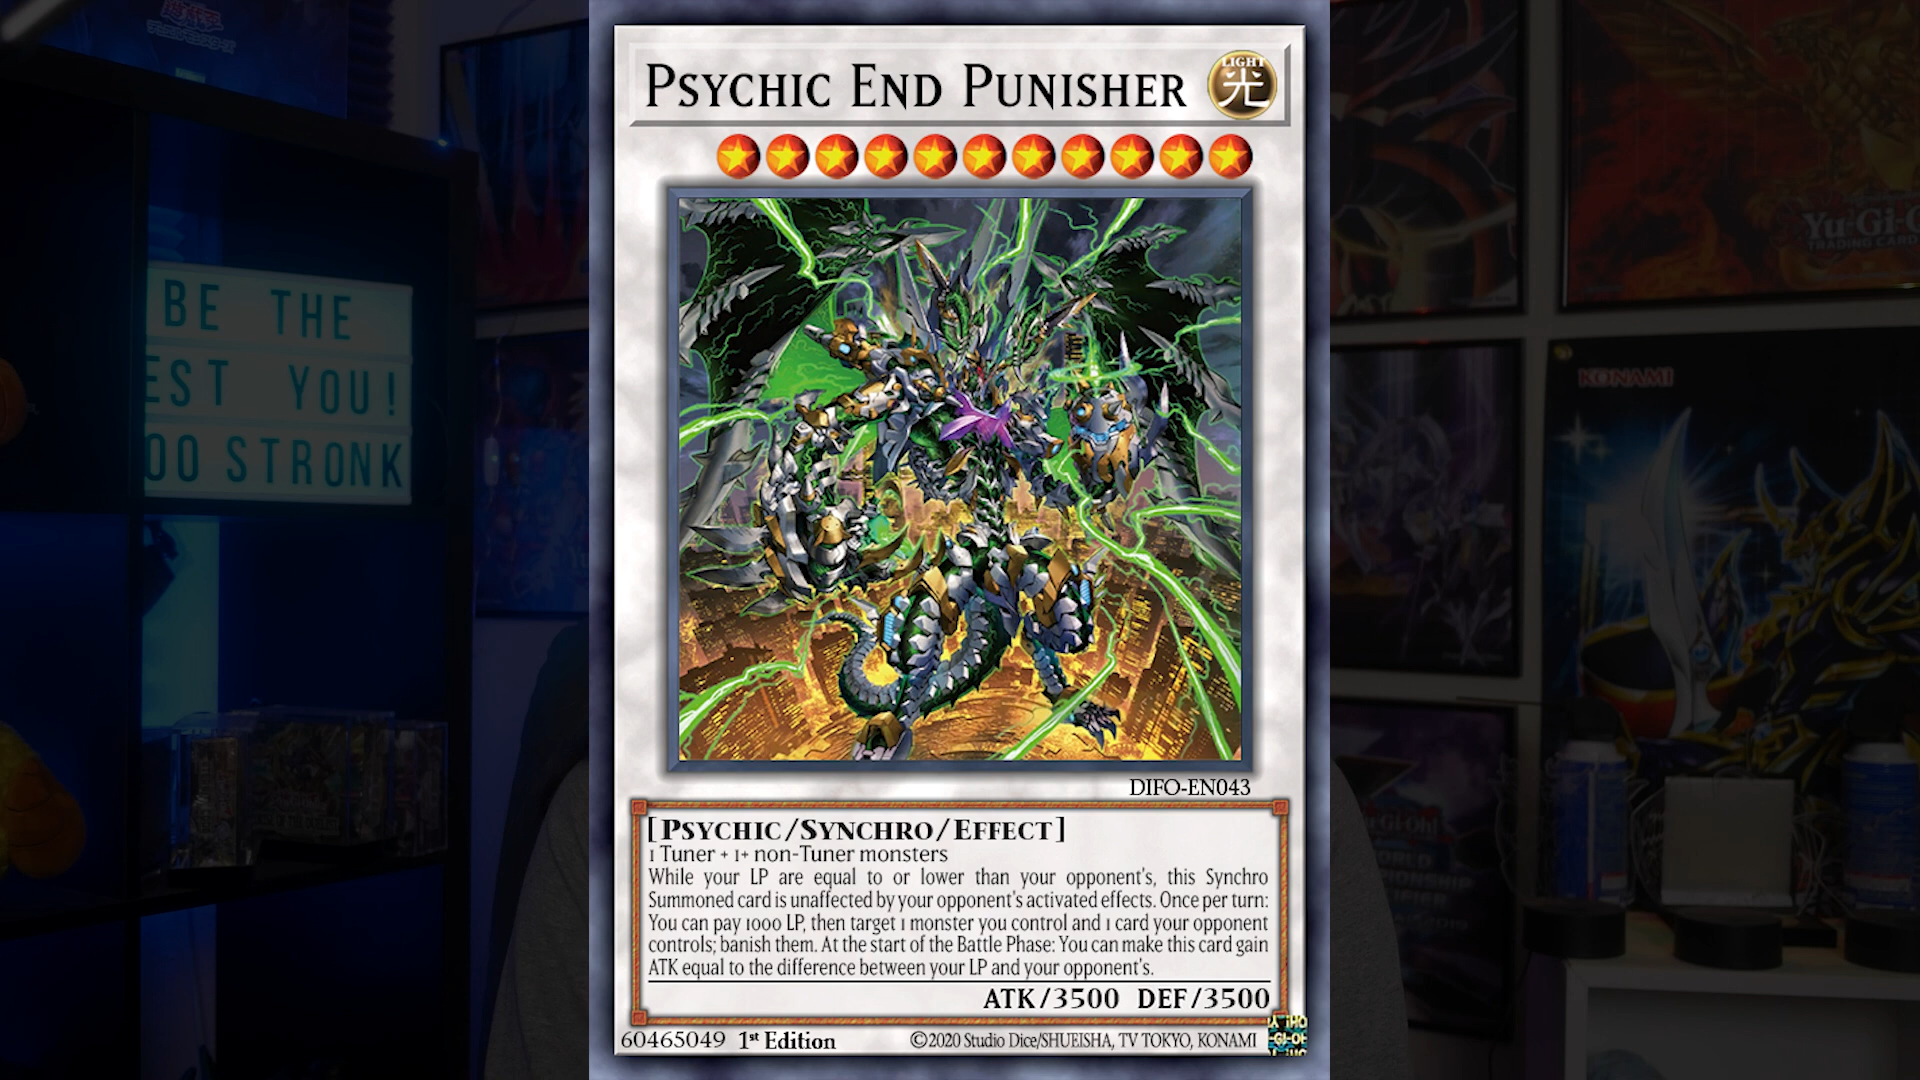 PSYCHIC END PUNISHER
LIGHT
光
DIFO-EN043
[PSYCHIC/SYNCHRO/EFFECT]
1 Tuner + 1+ non-Tuner monsters
While your LP are equal to or lower than your opponent's, this Synchro
Summoned card is unaffected by your opponent's activated effects. Once per turn:
You can pay 1000 LP, then target 1 monster you control and 1 card your opponent
controls; banish them. At the start of the Battle Phase: You can make this card gain
ATK equal to the difference between your LP and your opponent's.
ATK/3500 DEF/3500
60465049 1st Edition
©2020 Studio Dice/SHUEISHA, TV TOKYO, KONAMI
BE THE
EST YOU!
OO STRONK
Yu-Gi-O
TRADING CARD
KONAMI